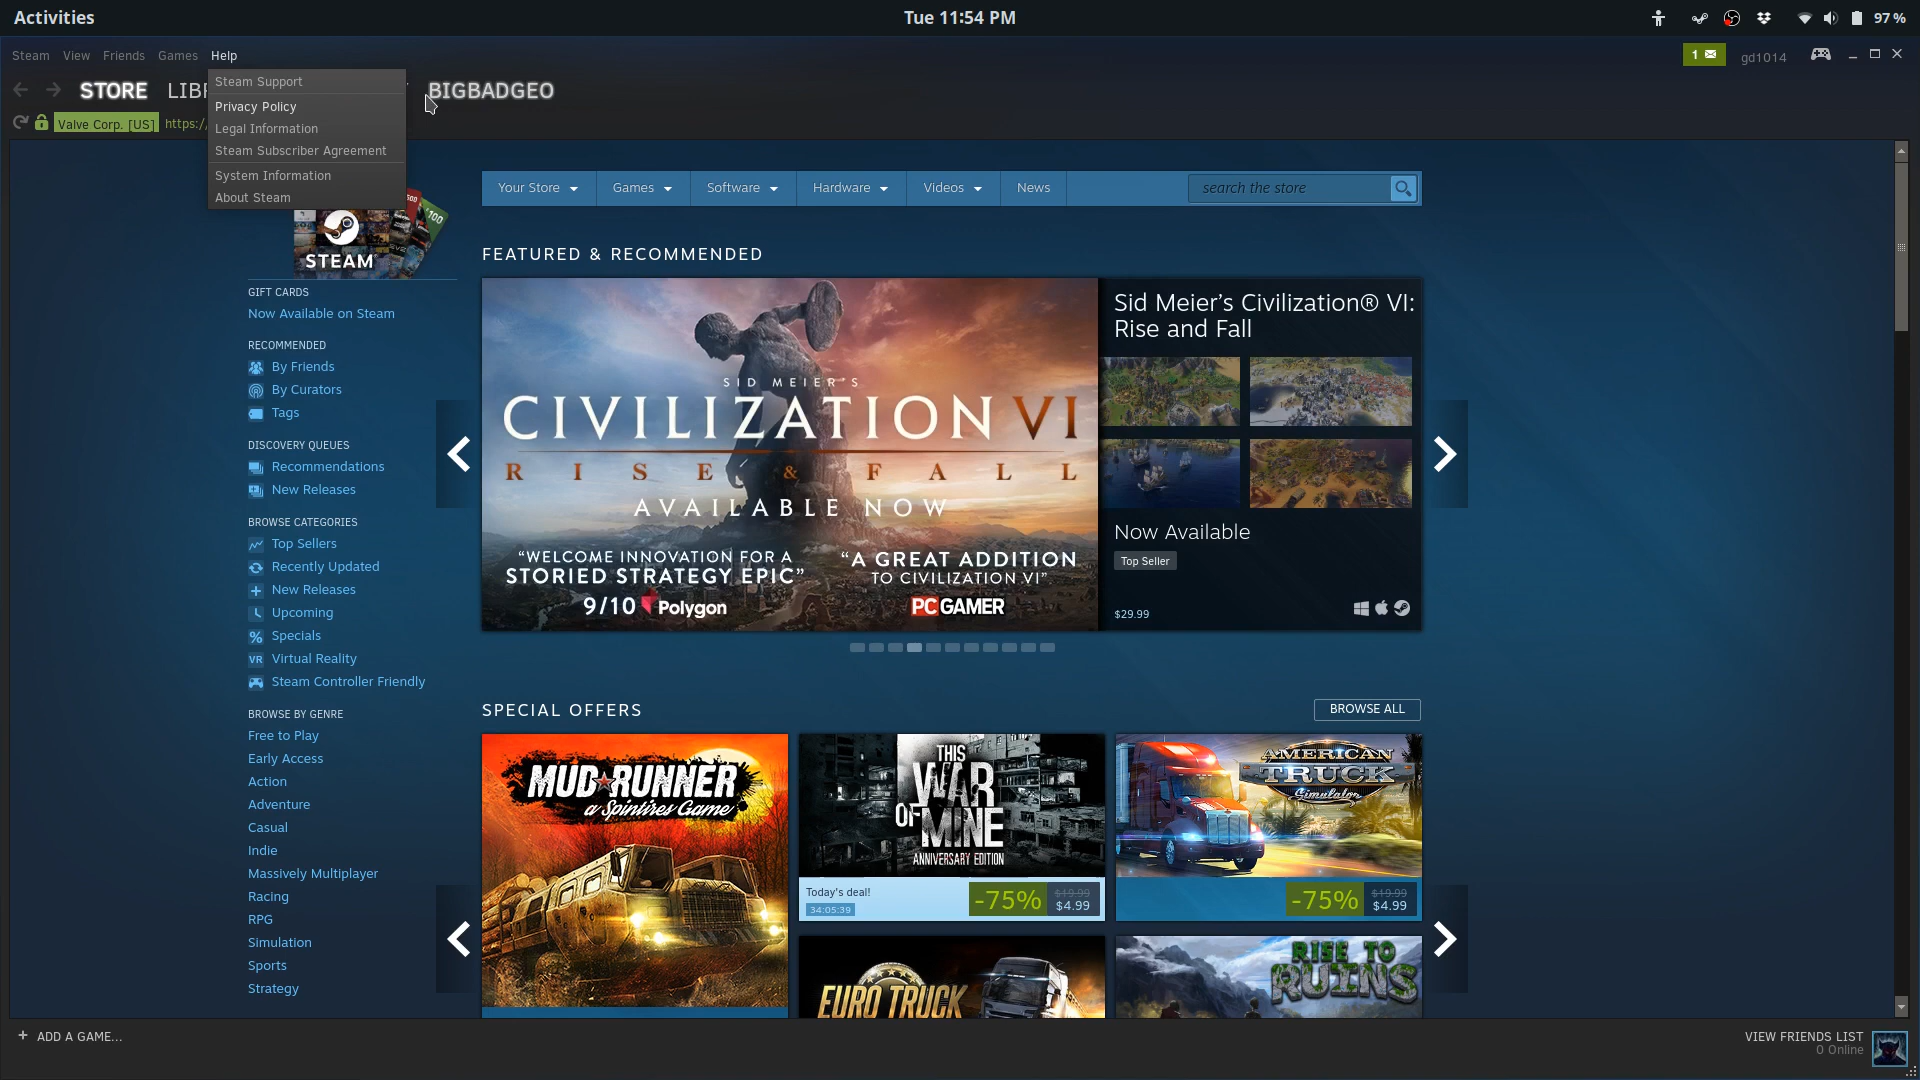 Activities
Tue 11:54 PM
97 %
Steam View Friends Games Help
1
gd1014
STORE
BIGBADGEO
Valve Corp. [US]
https:/
Steam Support
Privacy Policy
Legal Information
Steam Subscriber Agreement
System Information
About Steam
Your Store
Games
Software
Hardware
Videos
News
search the store
$100
STEAM
GIFT CARDS
Now Available on Steam
RECOMMENDED
By Friends
By Curators
Tags
DISCOVERY QUEUES
Recommendations
New Releases
BROWSE CATEGORIES
Top Sellers
Recently Updated
New Releases
Upcoming
% Specials
VR Virtual Reality
Steam Controller Friendly
BROWSE BY GENRE
Free to Play
Early Access
Action
Adventure
Casual
Indie
Massively Multiplayer
Racing
RPG
Simulation
Sports
Strategy
FEATURED & RECOMMENDED
SID MEIER'S
CIVILIZATION VI
RISE & FALL
AVAILABLE NOW
“WELCOME INNOVATION FOR A
STORIED STRATEGY EPIC”
9/10 Polygon
“A GREAT ADDITION
TO CIVILIZATION VI”
PC GAMER
Sid Meier’s Civilization® VI:
Rise and Fall
Now Available
Top Seller
$29.99
SPECIAL OFFERS
BROWSE ALL
MUDRUNNER
a Spintires Game
THIS
WAR
OF MINE
ANNIVERSARY EDITION
Today's deal!
34:05:39
-75%
$19.99
$4.99
AMERICAN
TRUCK
Simulator
-75%
$19.99
$4.99
EURO TRUCK
RISE TO
RUINS
+ ADD A GAME...
VIEW FRIENDS LIST
0 Online